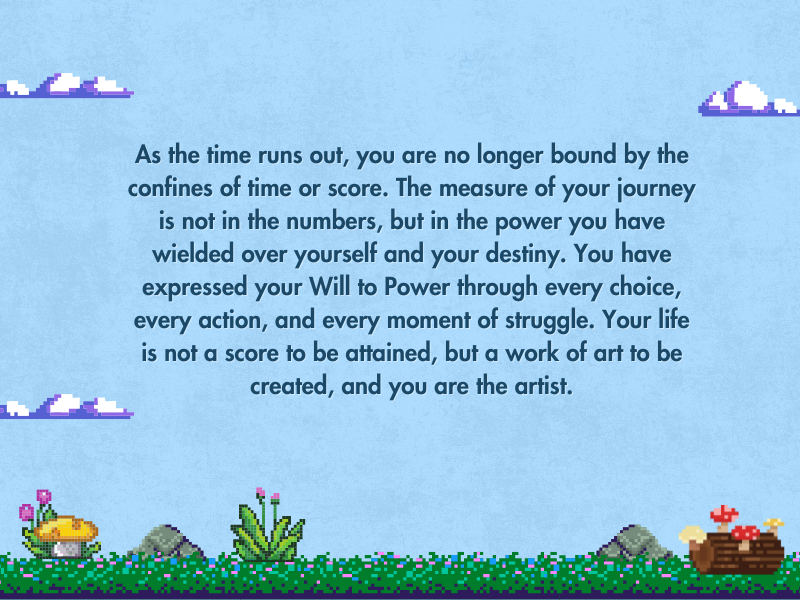 As the time runs out, you are no longer bound by the
confines of time or score. The measure of your journey
is not in the numbers, but in the power you have
wielded over yourself and your destiny. You have
expressed your Will to Power through every choice,
every action, and every moment of struggle. Your life
is not a score to be attained, but a work of art to be
created, and you are the artist.